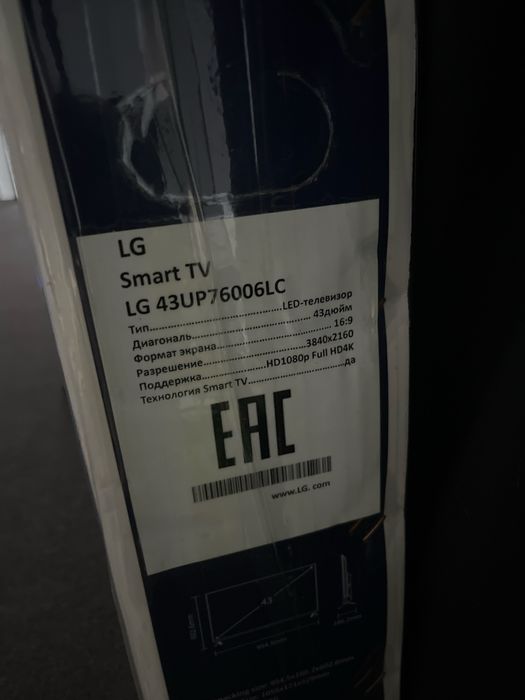 LG
Smart TV
LG 43UP76006LC
Тип..............................LED-телевизор
Диагональ..............................43дюйм
Формат экрана..............................16:9
Разрешение..............................3840x2160
Поддержка....................HD1080p Full HD4K
Технология Smart TV....................да
EAC
www.LG. com
43